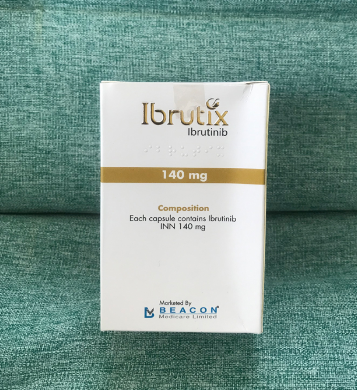 Ibrutix
Ibrutinib
140 mg
Composition
Each capsule contains Ibrutinib
INN 140 mg
Marketed By
BEACON®
Medicare Limited